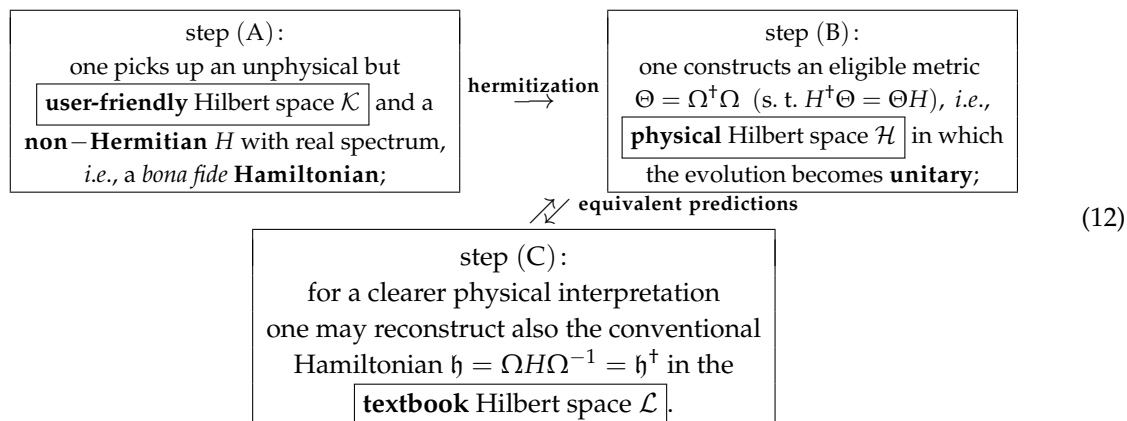 step (A):
one picks up an unphysical but
user-friendly Hilbert space 𝒦 and a
non−Hermitian H with real spectrum,
i.e., a bona fide Hamiltonian;
hermitization
⟶
step (B):
one constructs an eligible metric
Θ = Ω†Ω (s. t. H†Θ = ΘH), i.e.,
physical Hilbert space ℋ in which
the evolution becomes unitary;
↗↙ equivalent predictions
(12)
step (C):
for a clearer physical interpretation
one may reconstruct also the conventional
Hamiltonian 𝔥 = ΩHΩ⁻¹ = 𝔥† in the
textbook Hilbert space ℒ.